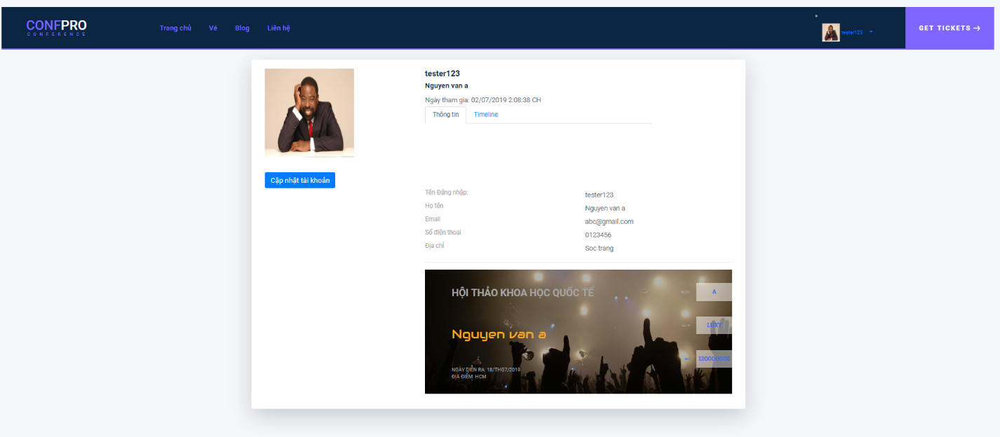 CONFPRO
CONFERENCE
Trang chủ
Vé
Blog
Liên hệ
tester123
GET TICKETS →
tester123
Nguyen van a
Ngày tham gia: 02/07/2019 2:08:38 CH
Thông tin
Timeline
Cập nhật tài khoản
Tên Đăng nhập:
tester123
Họ tên
Nguyen van a
Email
abc@gmail.com
Số điện thoại
0123456
Địa chỉ
Soc trang
HỘI THẢO KHOA HỌC QUỐC TẾ
A
Nguyen van a
LUXY
120000000
NGÀY DIỄN RA: 18/THG7/2019
ĐỊA ĐIỂM: HCM